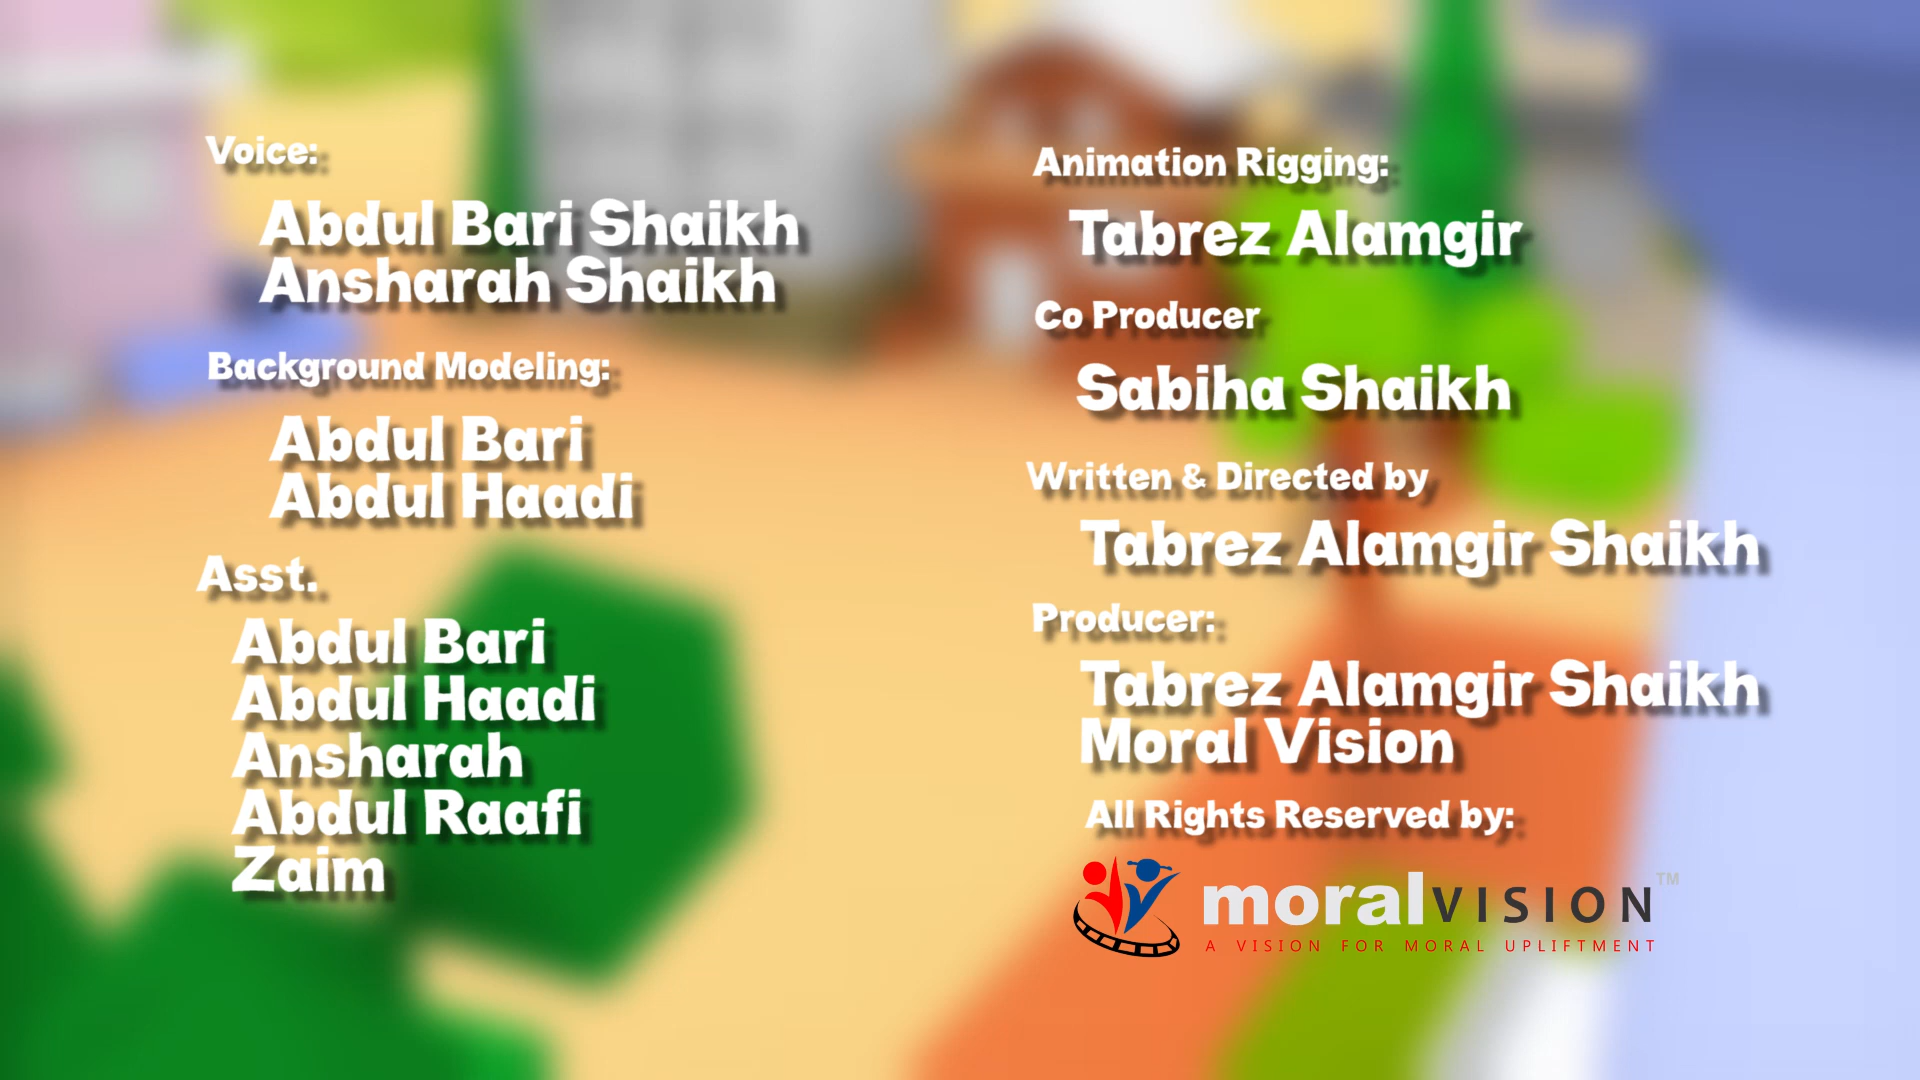 Voice:
Abdul Bari Shaikh
Ansharah Shaikh
Background Modeling:
Abdul Bari
Abdul Haadi
Asst.
Abdul Bari
Abdul Haadi
Ansharah
Abdul Raafi
Zaim
Animation Rigging:
Tabrez Alamgir
Co Producer
Sabiha Shaikh
Written & Directed by
Tabrez Alamgir Shaikh
Producer:
Tabrez Alamgir Shaikh
Moral Vision
All Rights Reserved by:
moralVISION™
A VISION FOR MORAL UPLIFTMENT